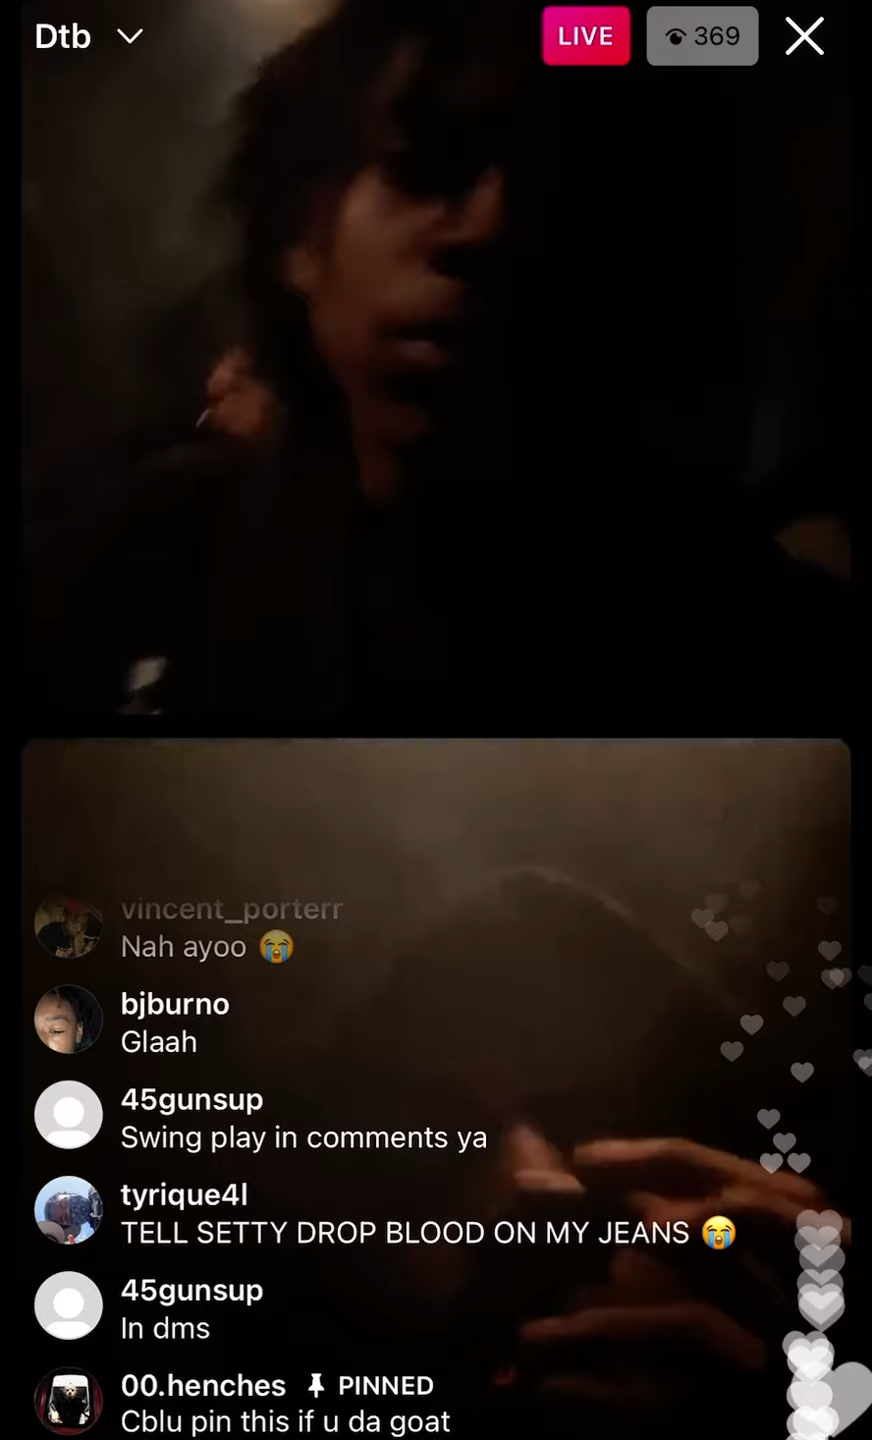 Dtb
LIVE
369
vincent_porterr
Nah ayoo 😭
bjburno
Glaah
45gunsup
Swing play in comments ya
tyrique4l
TELL SETTY DROP BLOOD ON MY JEANS 😭
45gunsup
In dms
00.henches PINNED
Cblu pin this if u da goat